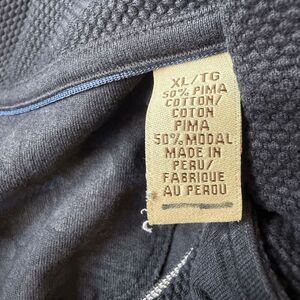 XL/TG
50% PIMA
COTTON/
COTON
PIMA
50% MODAL
MADE IN
PERU/
FABRIQUE
AU PEROU